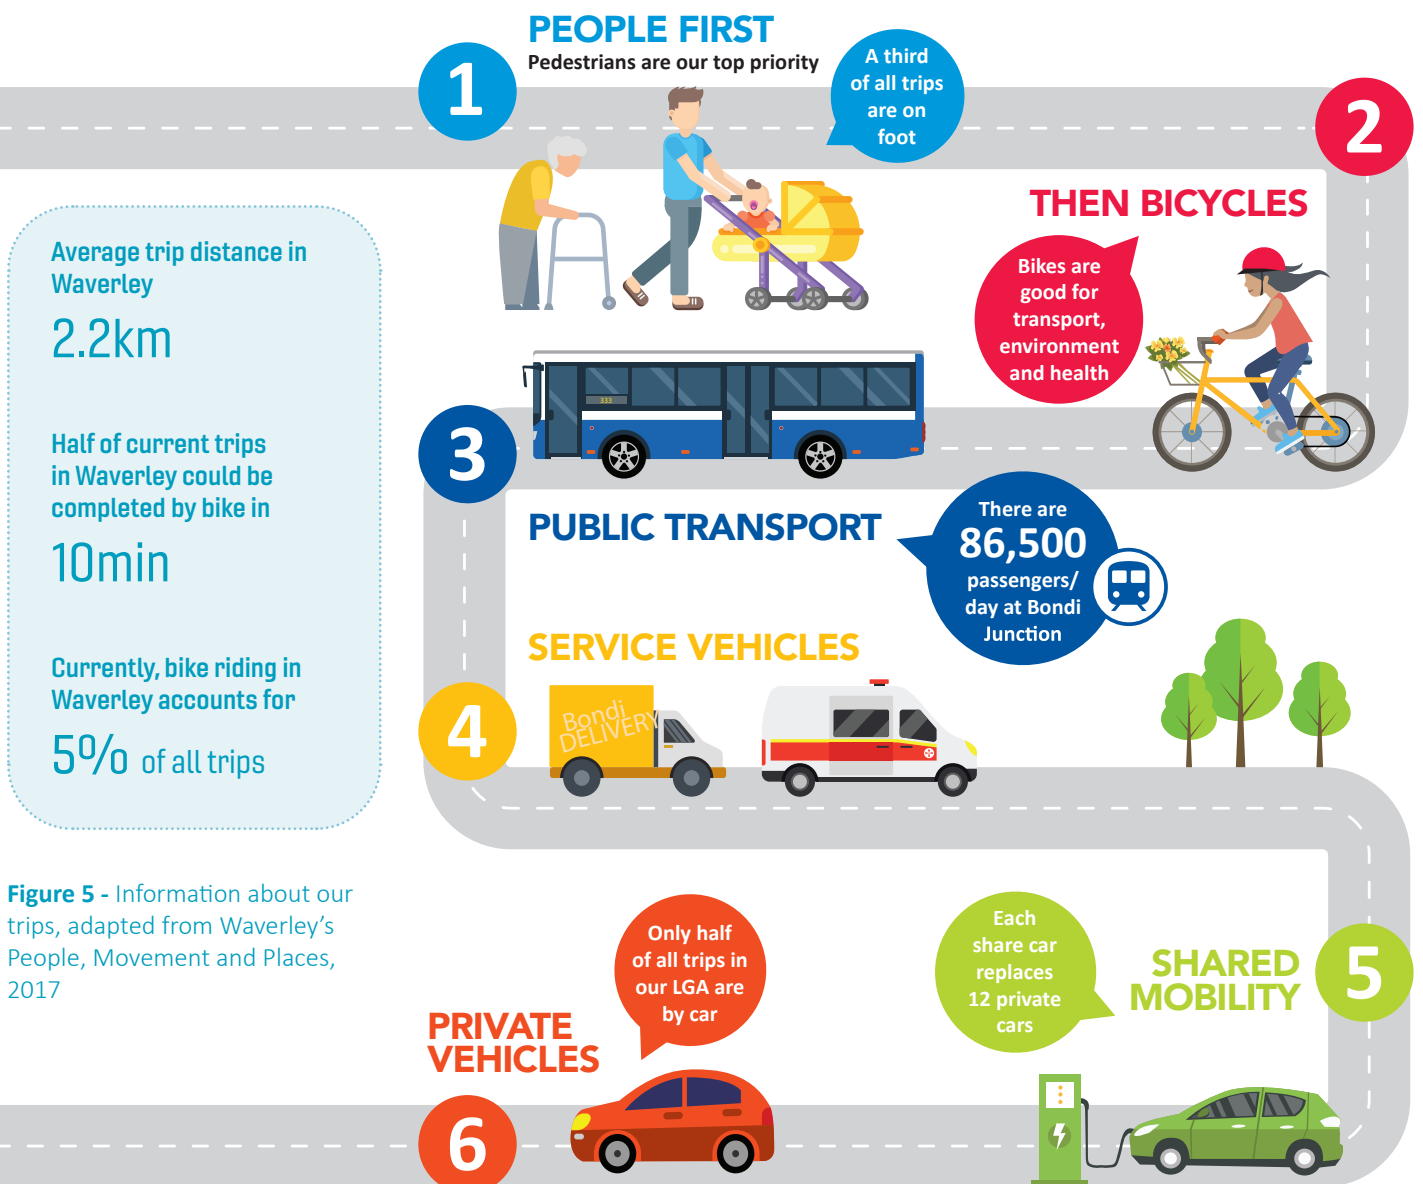 PEOPLE FIRST
Pedestrians are our top priority
1
A third
of all trips
are on
foot
2
THEN BICYCLES
Bikes are
good for
transport,
environment
and health
Average trip distance in
Waverley
2.2km
Half of current trips
in Waverley could be
completed by bike in
10min
Currently, bike riding in
Waverley accounts for
5% of all trips
Figure 5 - Information about our
trips, adapted from Waverley's
People, Movement and Places,
2017
333
3
PUBLIC TRANSPORT
There are
86,500
passengers/
day at Bondi
Junction
SERVICE VEHICLES
4
Bondi
DELIVERY
Each
share car
replaces
12 private
cars
SHARED
MOBILITY
5
Only half
of all trips in
our LGA are
by car
PRIVATE
VEHICLES
6